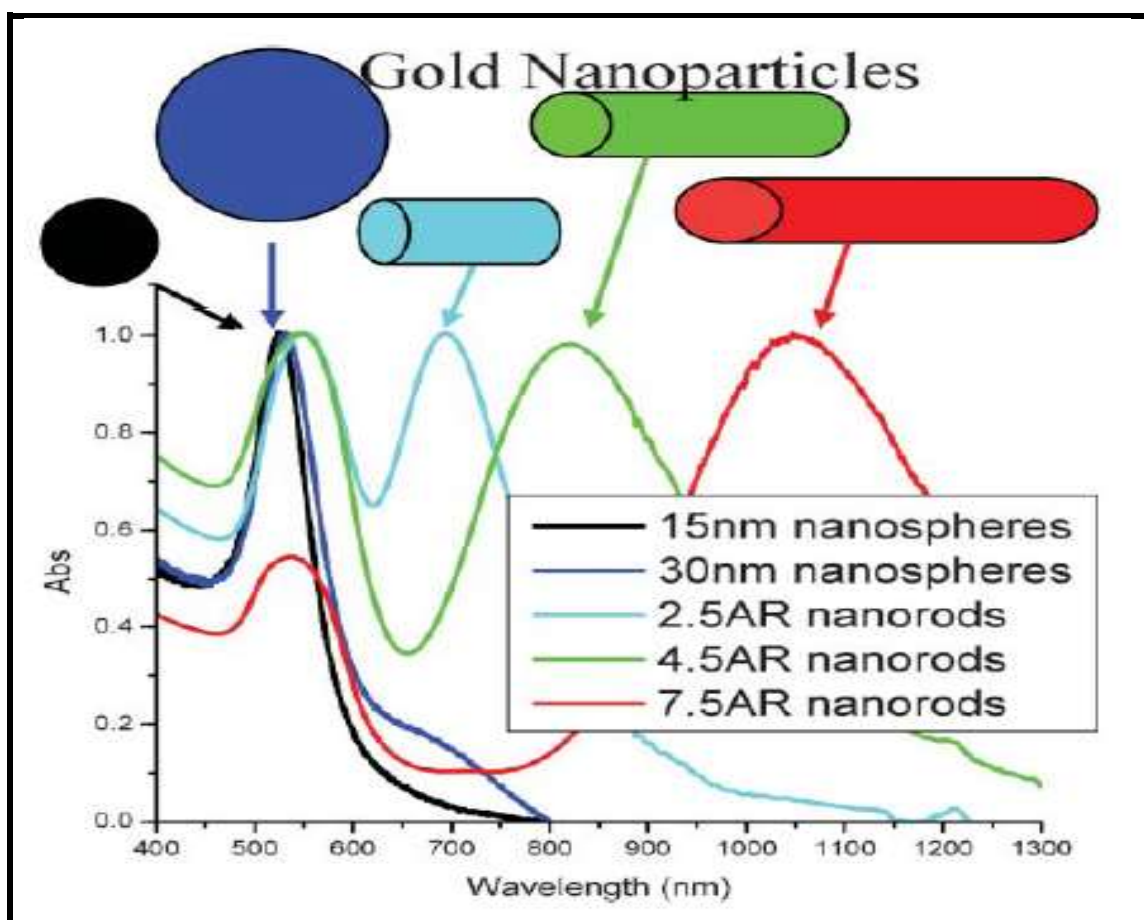 Gold Nanoparticles
1.0
0.8
0.6
0.4
0.2
0.0
Abs
15nm nanospheres
30nm nanospheres
2.5AR nanorods
4.5AR nanorods
7.5AR nanorods
400 500 600 700 800 900 1000 1100 1200 1300
Wavelength (nm)